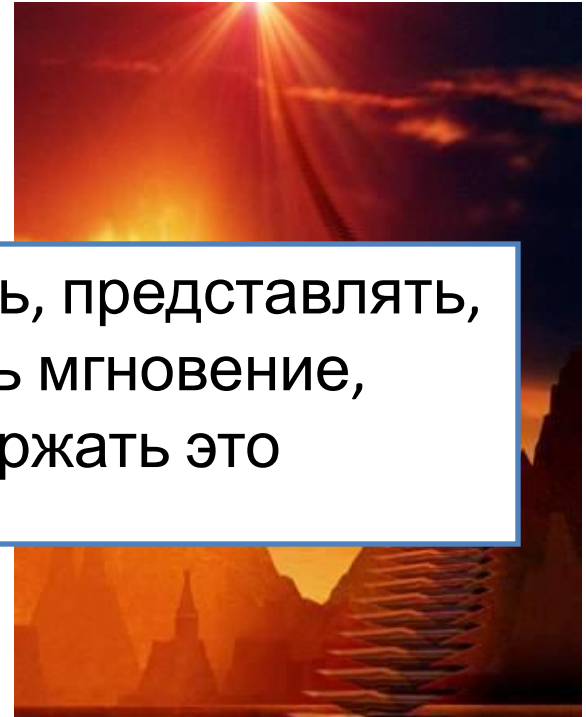 ь, представлять,
ь мгновение,
ржать это